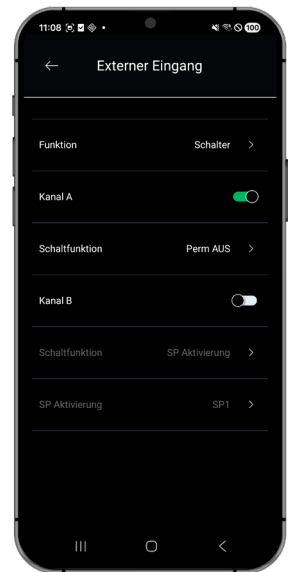 11:08
100
Externer Eingang
Funktion Schalter
Kanal A
Schaltfunktion Perm AUS
Kanal B
Schaltfunktion SP Aktivierung
SP Aktivierung SP1